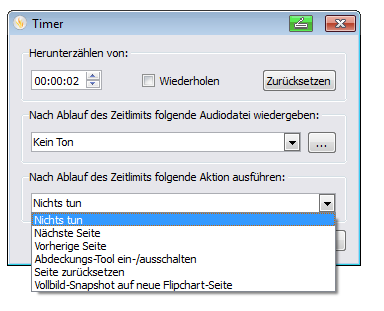 Timer
Herunterzählen von:
00:00:02 Wiederholen Zurücksetzen
Nach Ablauf des Zeitlimits folgende Audiodatei wiedergeben:
Kein Ton ...
Nach Ablauf des Zeitlimits folgende Aktion ausführen:
Nichts tun
Nichts tun
Nächste Seite
Vorherige Seite
Abdeckungs-Tool ein-/ausschalten
Seite zurücksetzen
Vollbild-Snapshot auf neue Flipchart-Seite